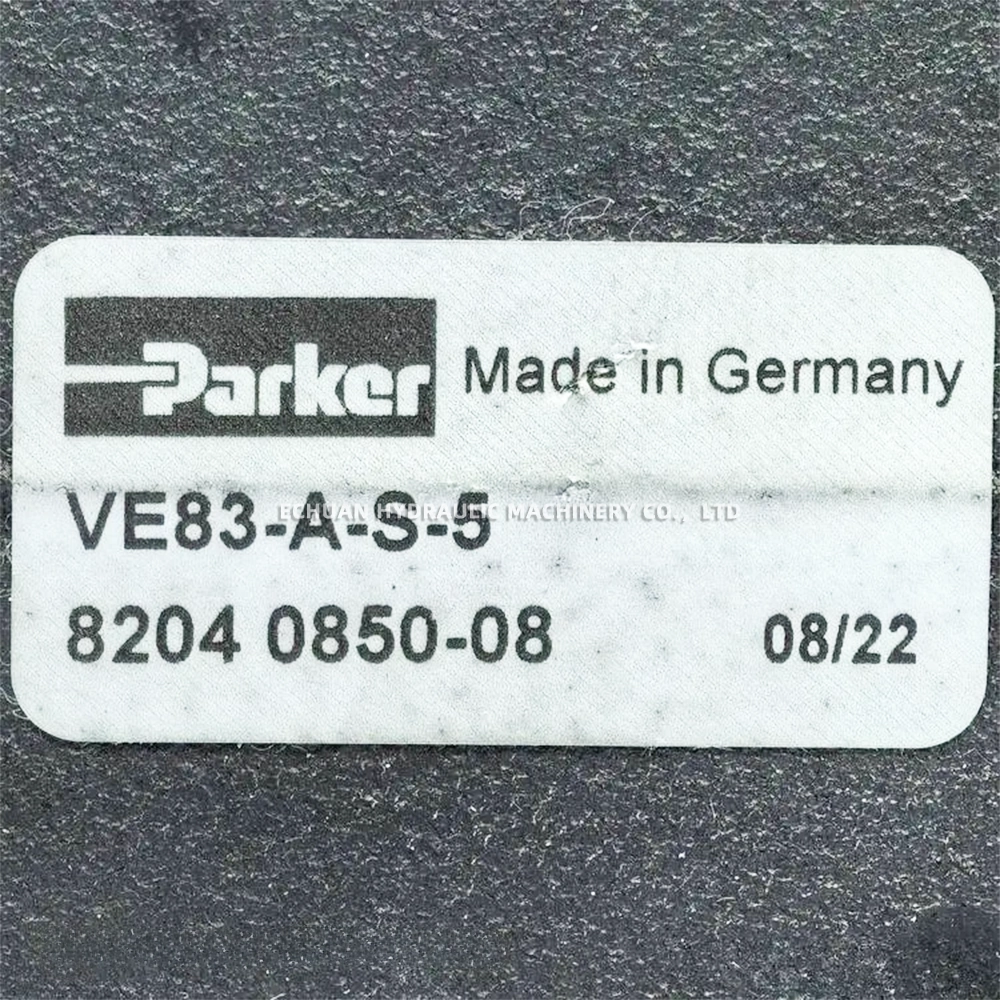 Parker Made in Germany
VE83-A-S-5
ECHUAN HYDRAULIC MACHINERY CO., LTD
8204 0850-08 08/22